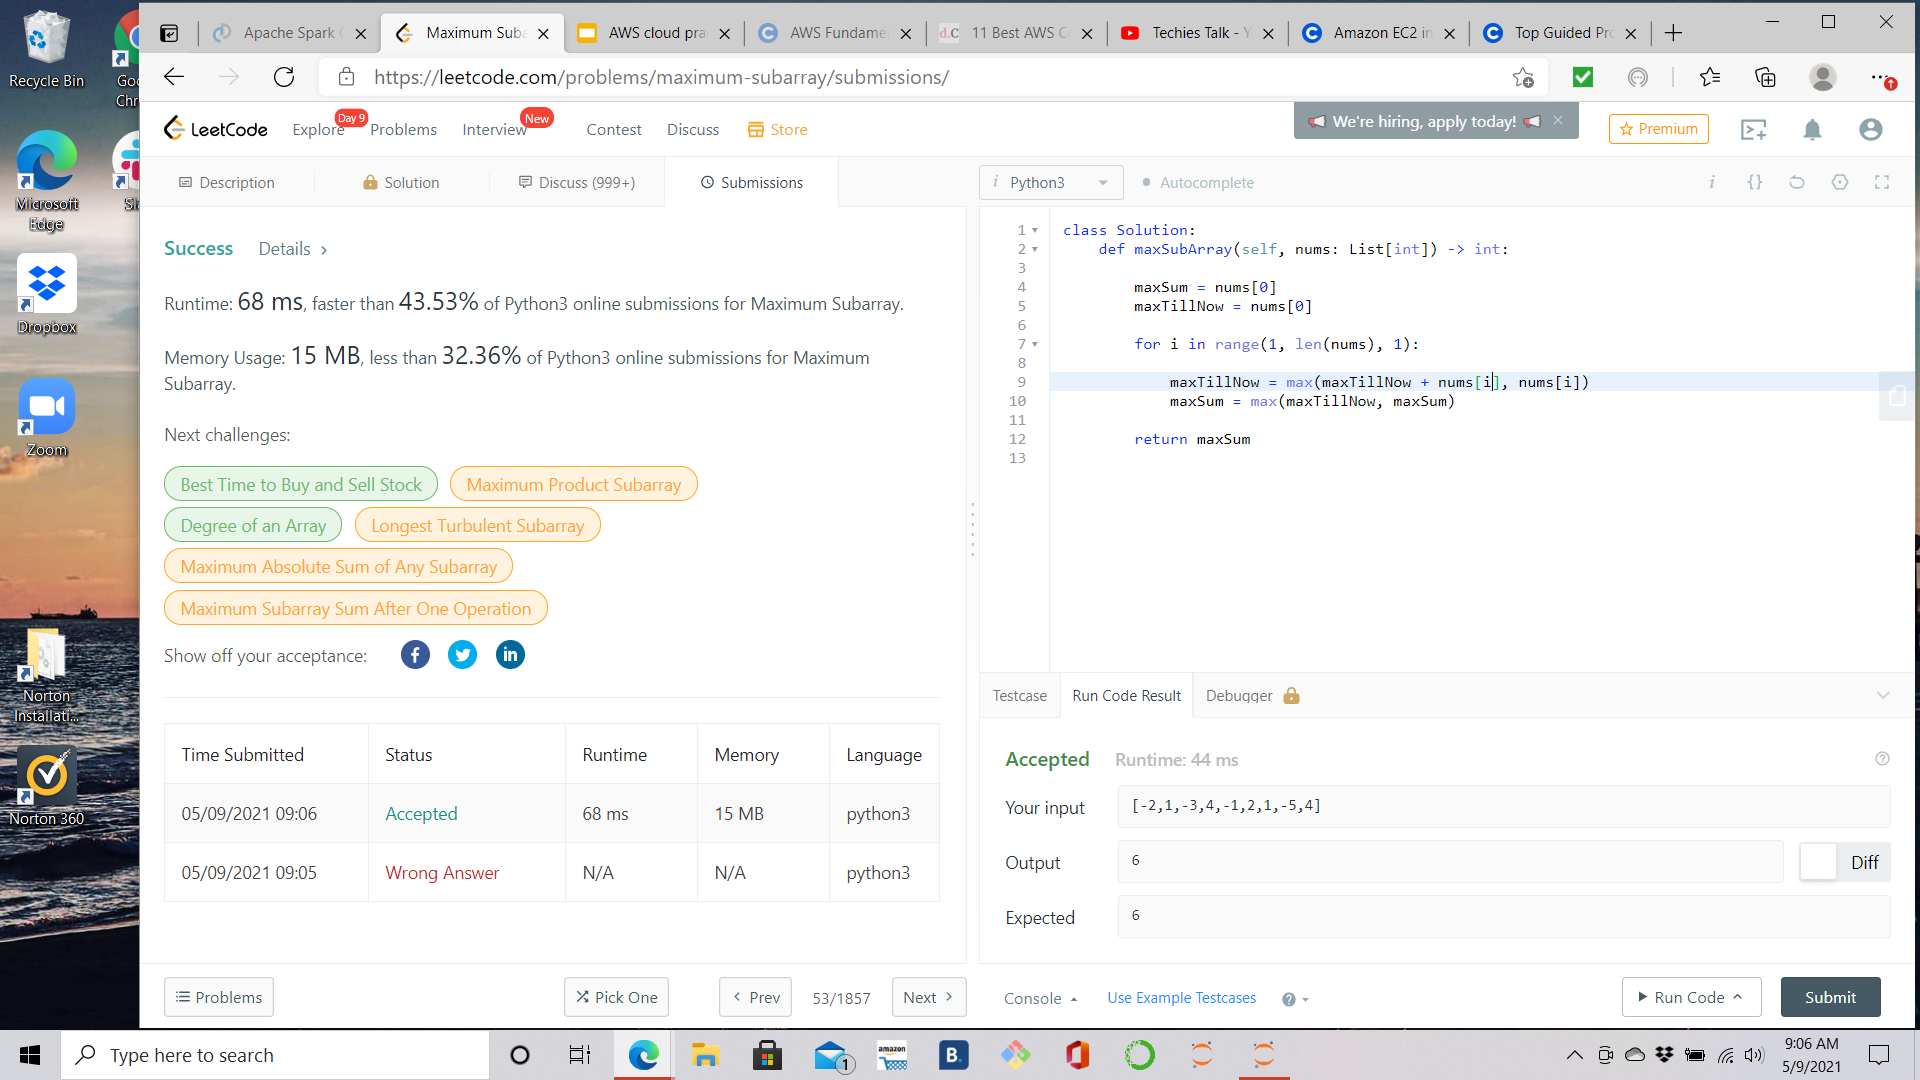 Recycle Bin
Goo
Chr
Microsoft
Edge
Sl
Dropbox
Zoom
Norton
Installati...
Norton 360
Apache Spark
Maximum Suba
AWS cloud pra
AWS Fundame
d.C
11 Best AWS C
Techies Talk - Y
Amazon EC2 in
Top Guided Pro
https://leetcode.com/problems/maximum-subarray/submissions/
LeetCode
Explore
Day 9
Problems
Interview
New
Contest
Discuss
Store
We're hiring, apply today!
Premium
Description
Solution
Discuss (999+)
Submissions
i Python3
Autocomplete
i
{}
Success
Details
Runtime: 68 ms, faster than 43.53% of Python3 online submissions for Maximum Subarray.
Memory Usage: 15 MB, less than 32.36% of Python3 online submissions for Maximum
Subarray.
Next challenges:
Best Time to Buy and Sell Stock
Maximum Product Subarray
Degree of an Array
Longest Turbulent Subarray
Maximum Absolute Sum of Any Subarray
Maximum Subarray Sum After One Operation
Show off your acceptance:
Time Submitted Status Runtime Memory Language
05/09/2021 09:06 Accepted 68 ms 15 MB python3
05/09/2021 09:05 Wrong Answer N/A N/A python3
1 class Solution:
2 def maxSubArray(self, nums: List[int]) -> int:
3
4 maxSum = nums[0]
5 maxTillNow = nums[0]
6
7 for i in range(1, len(nums), 1):
8
9 maxTillNow = max(maxTillNow + nums[i], nums[i])
10 maxSum = max(maxTillNow, maxSum)
11
12 return maxSum
13
Testcase
Run Code Result
Debugger
Accepted
Runtime: 44 ms
Your input
[-2,1,-3,4,-1,2,1,-5,4]
Output
6
Diff
Expected
6
Problems
Pick One
Prev
53/1857
Next
Console
Use Example Testcases
Run Code
Submit
Type here to search
1
amazon
B.
9:06 AM
5/9/2021